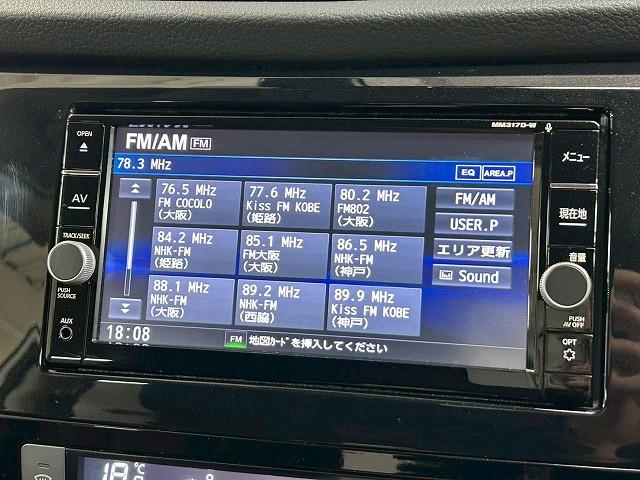 MM317D-W
OPEN
FM/AM FM
メニュー
78.3 MHz
EQ AREA.P
AV
76.5 MHz
FM COCOLO
(大阪)
77.6 MHz
Kiss FM KOBE
(姫路)
80.2 MHz
FM802
(大阪)
FM/AM
現在地
USER.P
TRACK/SEEK
84.2 MHz
NHK-FM
(姫路)
85.1 MHz
FM大阪
(大阪)
86.5 MHz
NHK-FM
(神戸)
エリア更新
音量
Sound
PUSH
SOURCE
88.1 MHz
NHK-FM
(大阪)
89.2 MHz
NHK-FM
(西脇)
89.9 MHz
Kiss FM KOBE
(神戸)
PUSH
AV OFF
AUX
18:08
FM 地図ｶｰﾄﾞを挿入してください
OPT
18℃